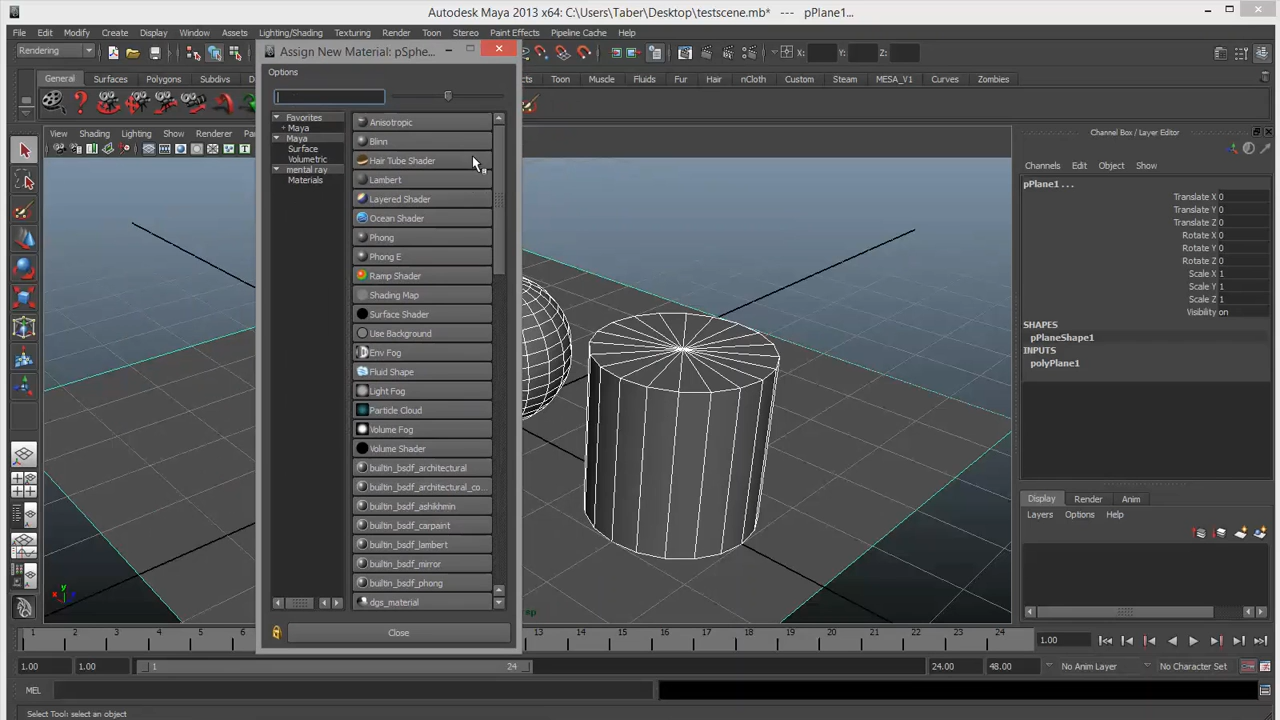 Autodesk Maya 2013 x64: C:\Users\Taber\Desktop\testscene.mb* --- pPlane1...
File Edit Modify Create Display Window Assets Lighting/Shading Texturing Render Toon Stereo Paint Effects Pipeline Cache Help
Rendering
X: Y: Z:
General Surfaces Polygons Subdivs Toon Muscle Fluids Fur Hair nCloth Custom Steam MESA_V1 Curves Zombies
View Shading Lighting Show Renderer Panels
Assign New Material: pSphe...
Options
Favorites
+ Maya
Maya
Surface
Volumetric
mental ray
Materials
Anisotropic
Blinn
Hair Tube Shader
Lambert
Layered Shader
Ocean Shader
Phong
Phong E
Ramp Shader
Shading Map
Surface Shader
Use Background
Env Fog
Fluid Shape
Light Fog
Particle Cloud
Volume Fog
Volume Shader
builtin_bsdf_architectural
builtin_bsdf_architectural_co...
builtin_bsdf_ashikhmin
builtin_bsdf_carpaint
builtin_bsdf_lambert
builtin_bsdf_mirror
builtin_bsdf_phong
dgs_material
Close
Channel Box / Layer Editor
Channels Edit Object Show
pPlane1 ...
Translate X 0
Translate Y 0
Translate Z 0
Rotate X 0
Rotate Y 0
Rotate Z 0
Scale X 1
Scale Y 1
Scale Z 1
Visibility on
SHAPES
pPlaneShape1
INPUTS
polyPlane1
Display Render Anim
Layers Options Help
y
z x
1 2 3 4 5 6 13 14 15 16 17 18 19 20 21 22 23 24
1.00
1.00 1.00 1 24 24.00 48.00 No Anim Layer No Character Set
MEL
Select Tool: select an object